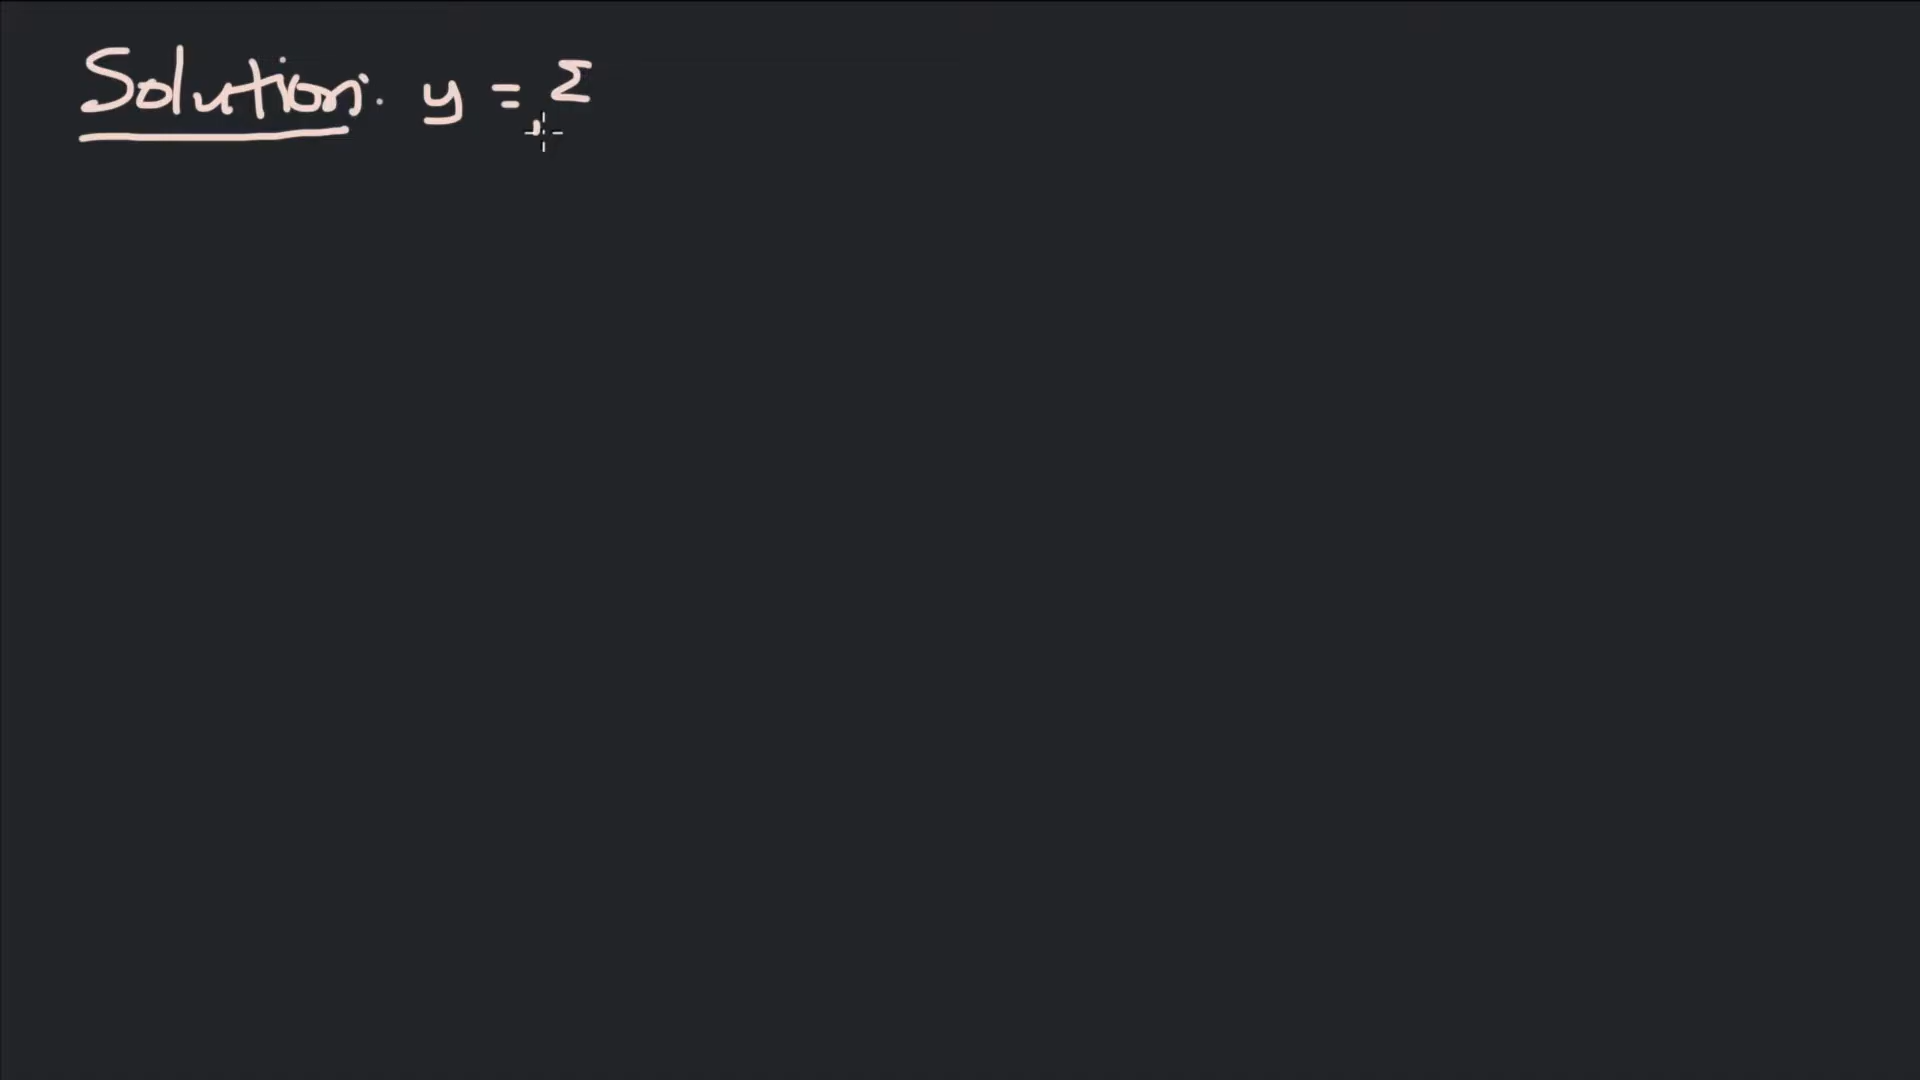 Solution: y = Σ